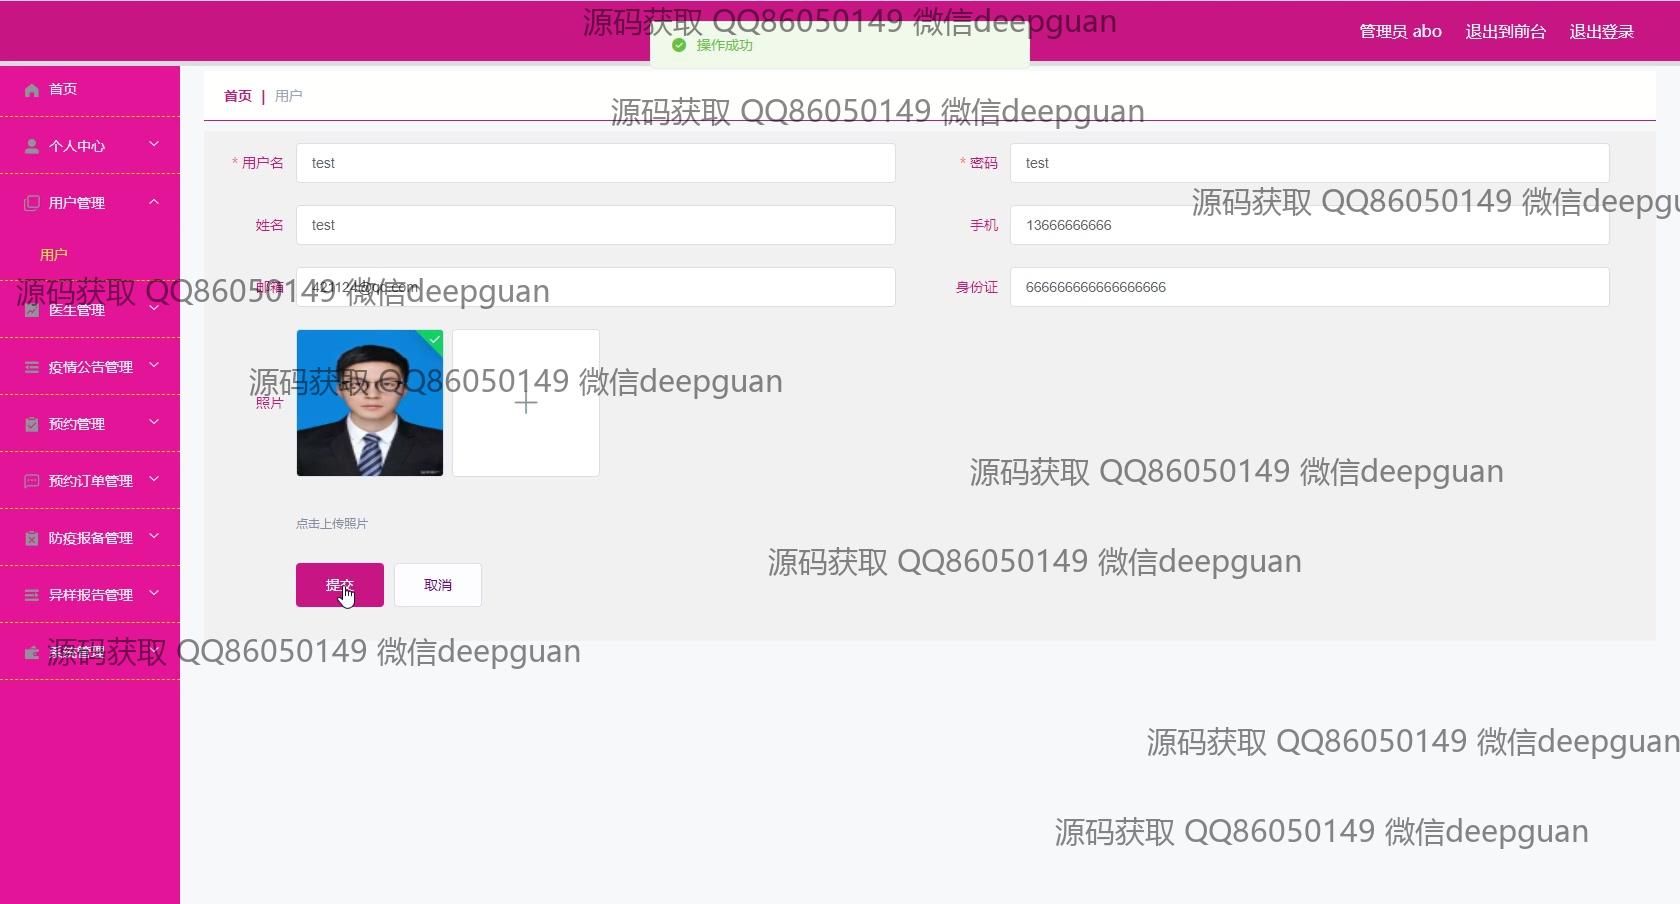 源码获取 QQ86050149 微信deepguan
操作成功
管理员 abo 退出到前台 退出登录
首页
首页 | 用户
源码获取 QQ86050149 微信deepguan
个人中心
* 用户名 test * 密码 test
用户管理
源码获取 QQ86050149 微信deepgu
姓名 test 手机 13666666666
用户
邮箱 421124@qq.com 身份证 666666666666666666
源码获取 QQ86050149 微信deepguan
医生管理
疫情公告管理
源码获取 QQ86050149 微信deepguan
照片
预约管理
源码获取 QQ86050149 微信deepguan
预约订单管理
点击上传照片
防疫报备管理
源码获取 QQ86050149 微信deepguan
提交 取消
异样报告管理
系统管理
源码获取 QQ86050149 微信deepguan
源码获取 QQ86050149 微信deepguan
源码获取 QQ86050149 微信deepguan